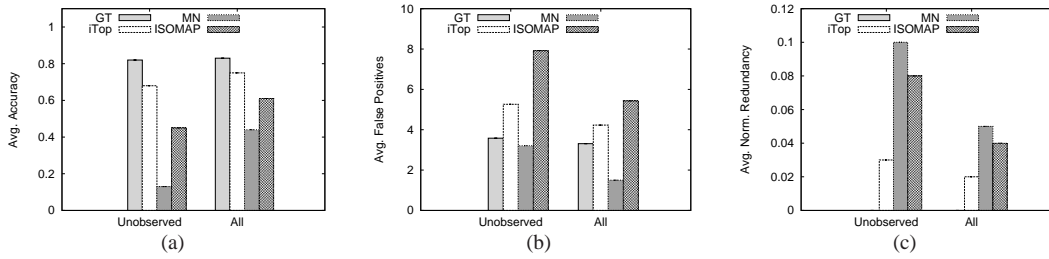 GT MN
iTop ISOMAP
Avg. Accuracy
1
0.8
0.6
0.4
0.2
0
Unobserved All
(a)
GT MN
iTop ISOMAP
Avg. False Positives
10
8
6
4
2
0
Unobserved All
(b)
GT MN
iTop ISOMAP
Avg. Norm. Redundancy
0.12
0.1
0.08
0.06
0.04
0.02
0
Unobserved All
(c)